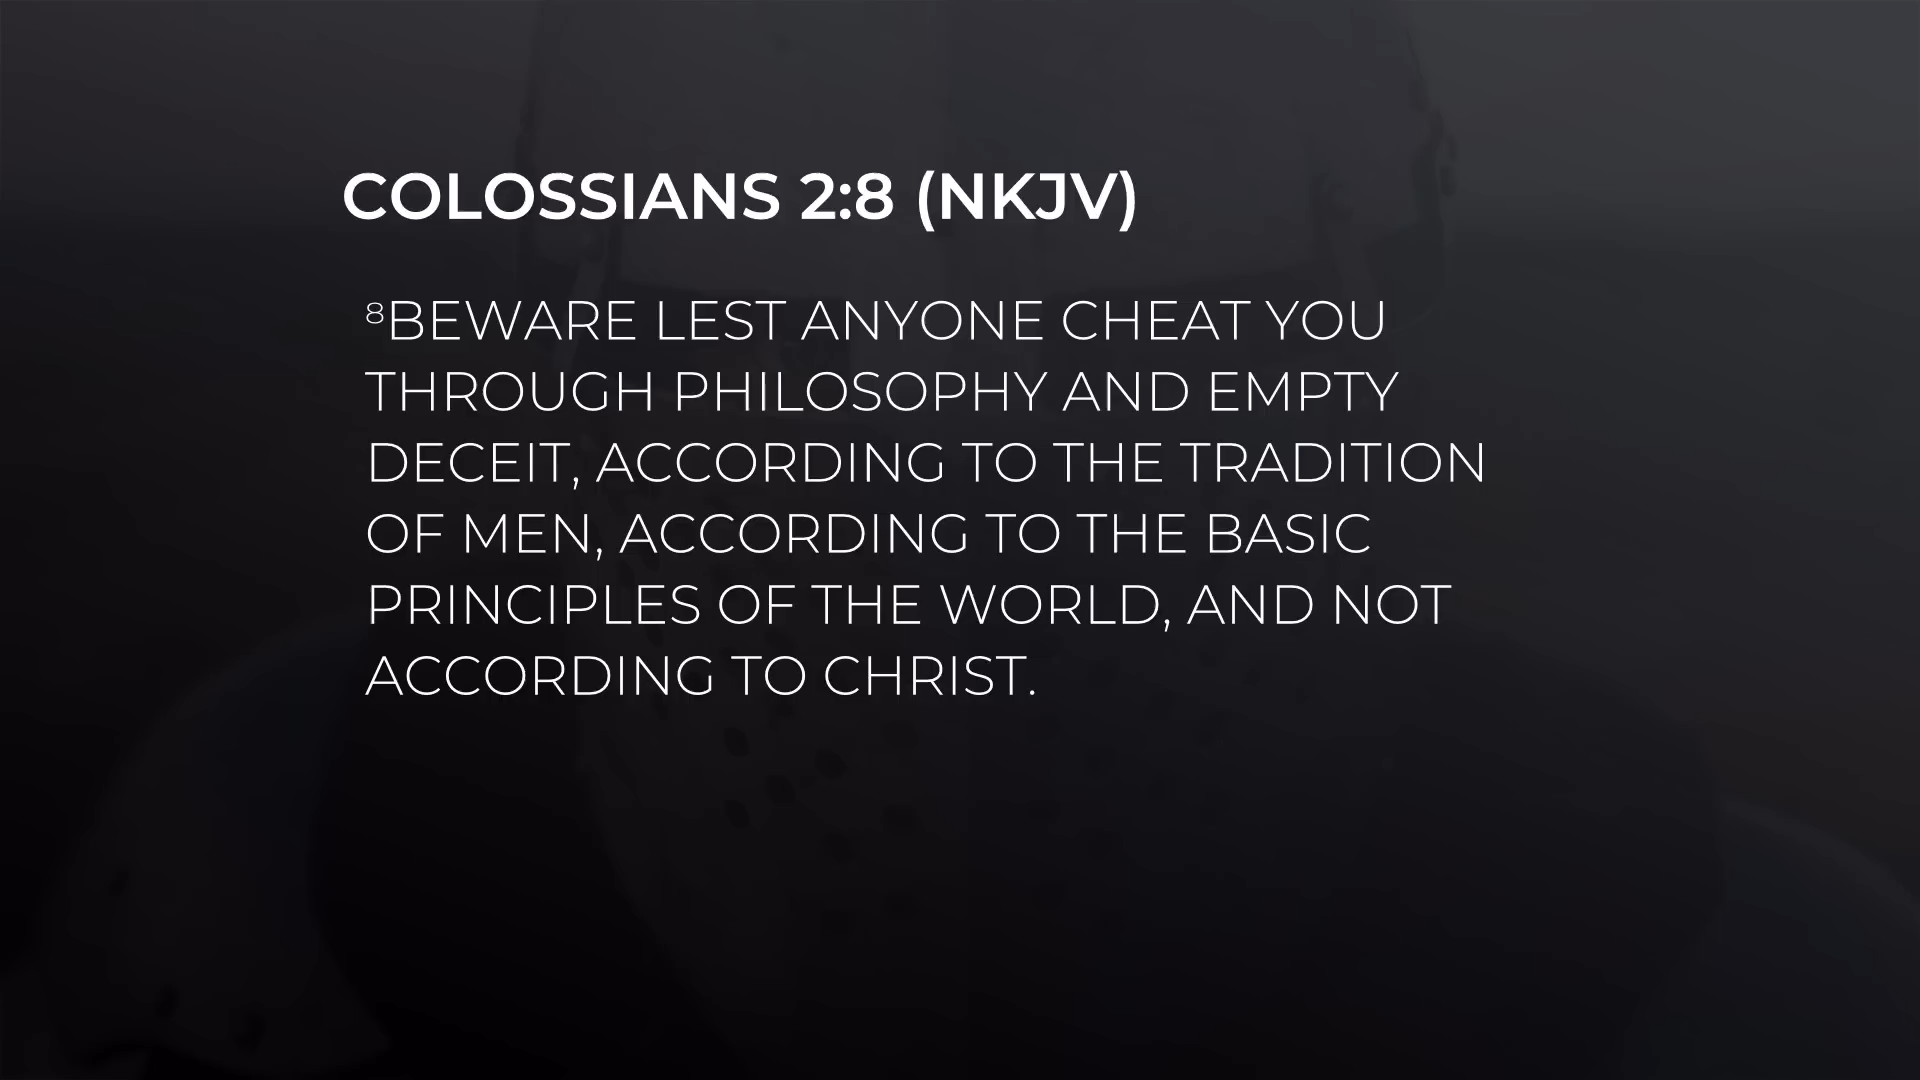 COLOSSIANS 2:8 (NKJV)
⁸BEWARE LEST ANYONE CHEAT YOU
THROUGH PHILOSOPHY AND EMPTY
DECEIT, ACCORDING TO THE TRADITION
OF MEN, ACCORDING TO THE BASIC
PRINCIPLES OF THE WORLD, AND NOT
ACCORDING TO CHRIST.